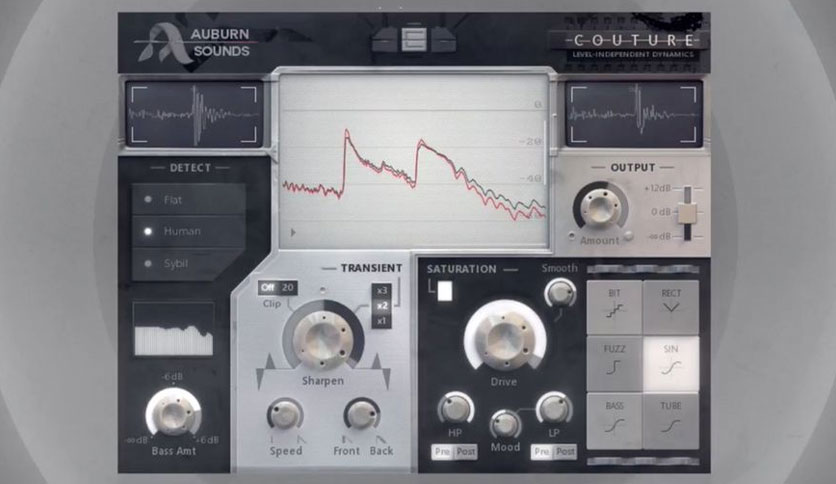 AUBURN
SOUNDS
E
COUTURE
LEVEL-INDEPENDENT DYNAMICS
0
-20
-40
DETECT
Flat
Human
Sybil
-6dB
-∞dB
+6dB
Bass Amt
OUTPUT
+12dB
0 dB
-∞dB
Amount
TRANSIENT
Off 20
Clip
x3
x2
x1
Sharpen
Speed
Front Back
SATURATION
Smooth
Drive
HP
Mood
LP
Pre Post
Pre Post
BIT
RECT
FUZZ
SIN
BASS
TUBE